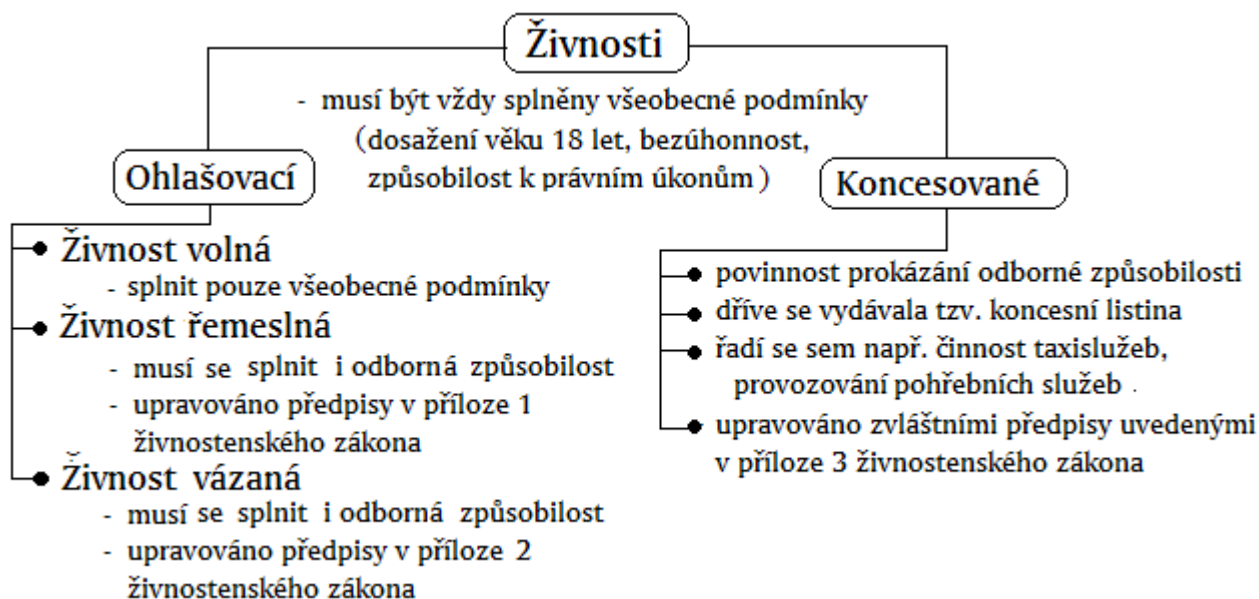 Živnosti
- musí být vždy splněny všeobecné podmínky
(dosažení věku 18 let, bezúhonnost,
způsobilost k právním úkonům)
Ohlašovací
Živnost volná
- splnit pouze všeobecné podmínky
Živnost řemeslná
- musí se splnit i odborná způsobilost
- upravováno předpisy v příloze 1
živnostenského zákona
Živnost vázaná
- musí se splnit i odborná způsobilost
- upravováno předpisy v příloze 2
živnostenského zákona
Koncesované
povinnost prokázání odborné způsobilosti
dříve se vydávala tzv. koncesní listina
řadí se sem např. činnost taxislužeb,
provozování pohřebních služeb .
upravováno zvláštními předpisy uvedenými
v příloze 3 živnostenského zákona